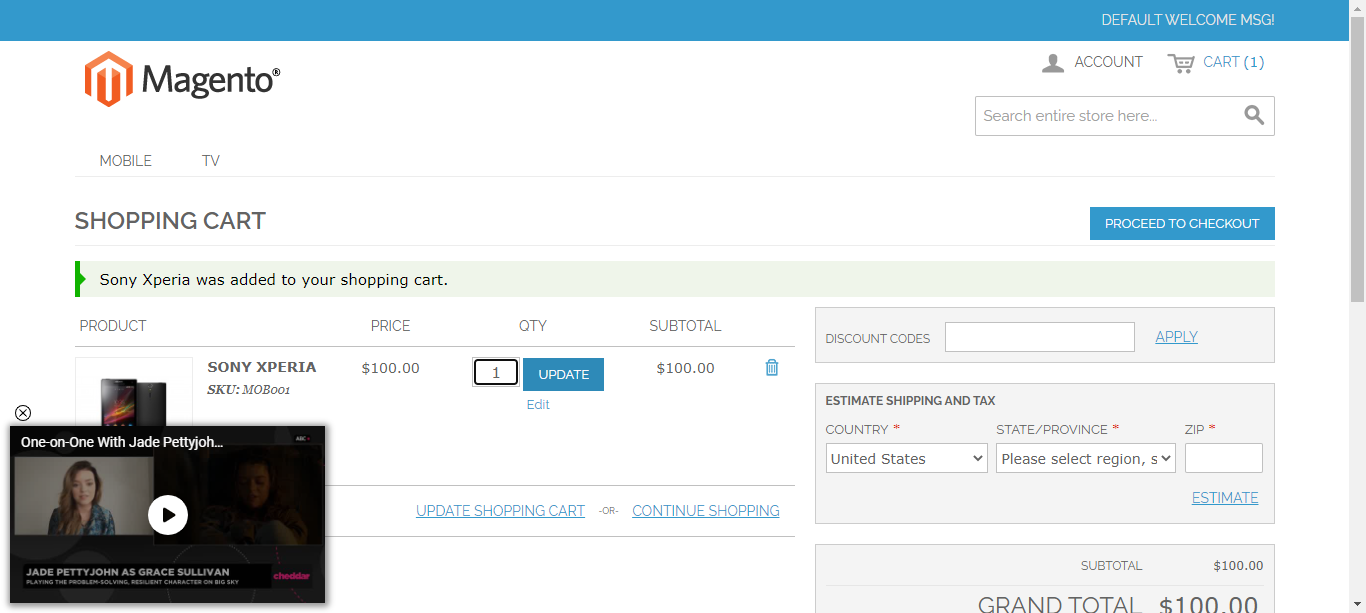 DEFAULT WELCOME MSG!
Magento®
ACCOUNT
CART (1)
Search entire store here...
MOBILE
TV
SHOPPING CART
PROCEED TO CHECKOUT
Sony Xperia was added to your shopping cart.
PRODUCT PRICE QTY SUBTOTAL
SONY XPERIA $100.00 1 UPDATE $100.00
SKU: MOB001
Edit
UPDATE SHOPPING CART -OR- CONTINUE SHOPPING
DISCOUNT CODES APPLY
ESTIMATE SHIPPING AND TAX
COUNTRY * STATE/PROVINCE * ZIP *
United States Please select region, s
ESTIMATE
SUBTOTAL $100.00
GRAND TOTAL $100.00
One-on-One With Jade Pettyjoh...
ABC
JADE PETTYJOHN AS GRACE SULLIVAN
PLAYING THE PROBLEM-SOLVING, RESILIENT CHARACTER ON BIG SKY
cheddar